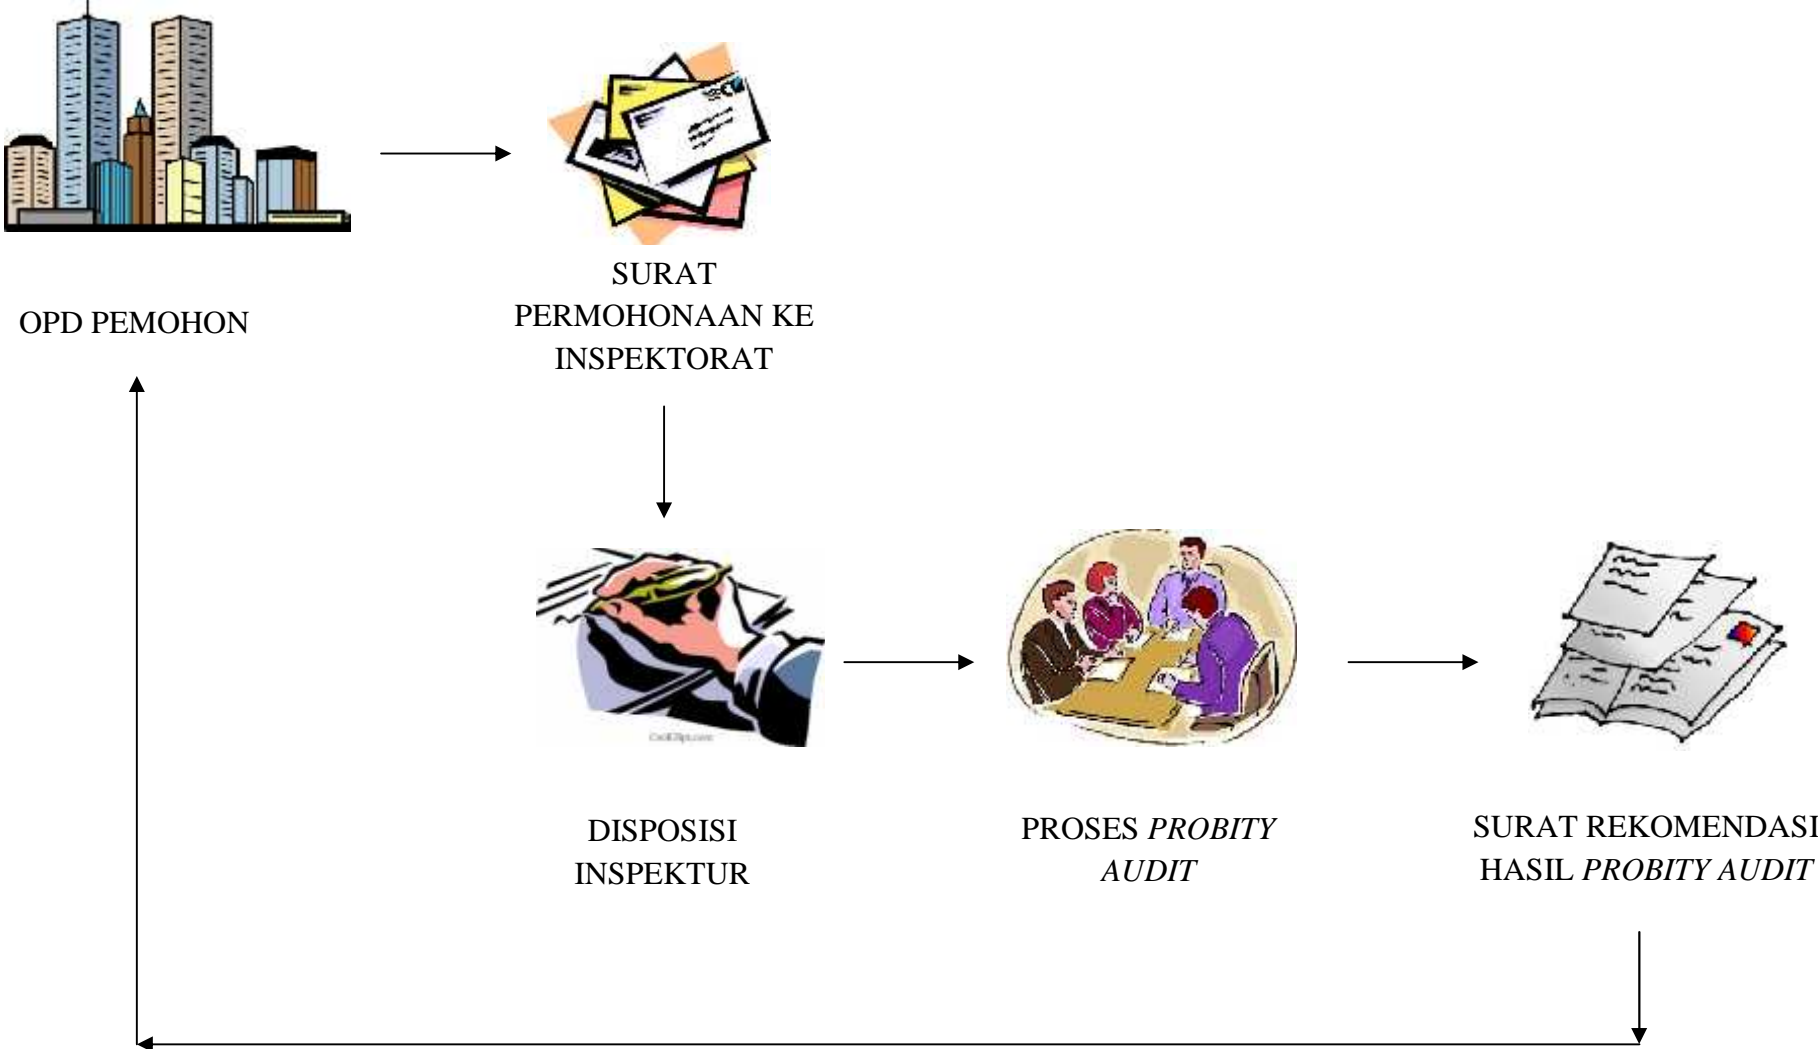 OPD PEMOHON
SURAT
PERMOHONAAN KE
INSPEKTORAT
DISPOSISI
INSPEKTUR
PROSES PROBITY
AUDIT
SURAT REKOMENDASI
HASIL PROBITY AUDIT